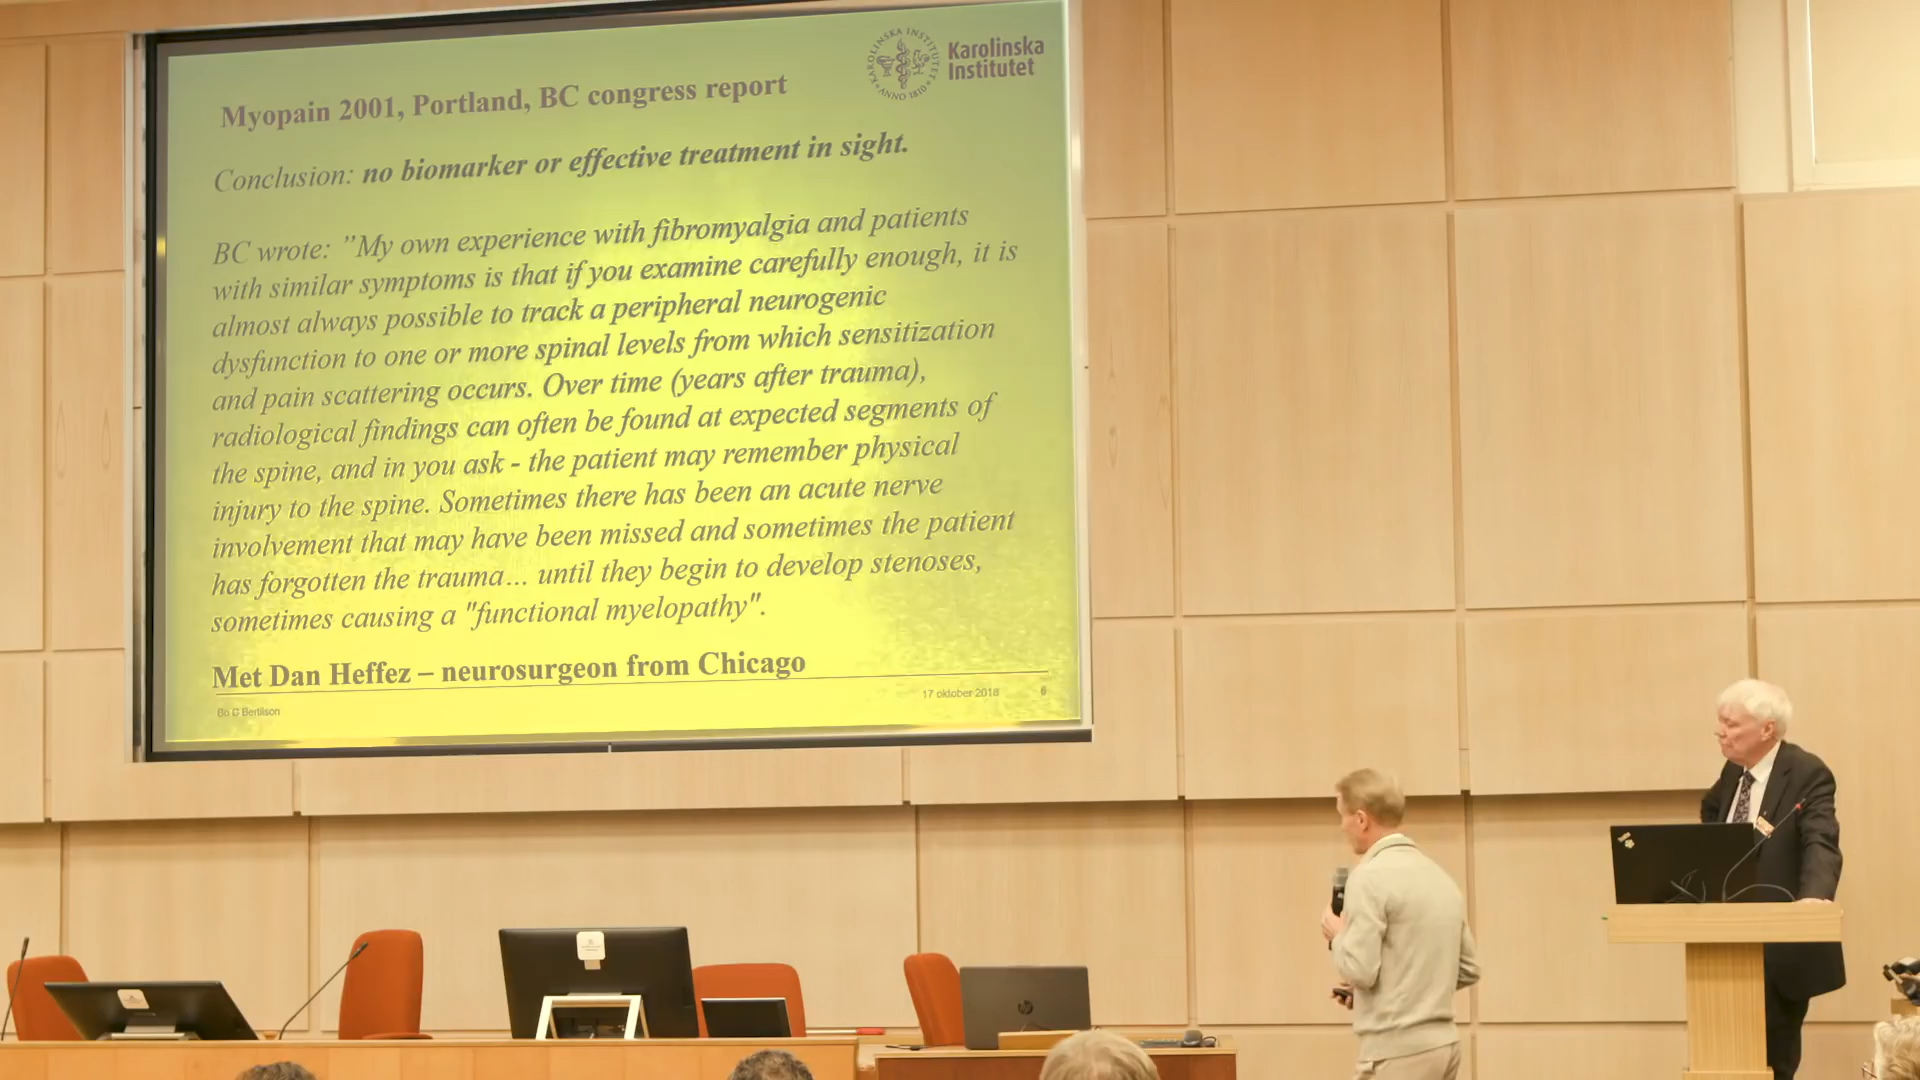 KAROLINSKA INSTITUTET
ANNO 1810
Karolinska
Institutet
Myopain 2001, Portland, BC congress report
Conclusion: no biomarker or effective treatment in sight.
BC wrote: ”My own experience with fibromyalgia and patients
with similar symptoms is that if you examine carefully enough, it is
almost always possible to track a peripheral neurogenic
dysfunction to one or more spinal levels from which sensitization
and pain scattering occurs. Over time (years after trauma),
radiological findings can often be found at expected segments of
the spine, and in you ask - the patient may remember physical
injury to the spine. Sometimes there has been an acute nerve
involvement that may have been missed and sometimes the patient
has forgotten the trauma... until they begin to develop stenoses,
sometimes causing a "functional myelopathy".
Met Dan Heffez – neurosurgeon from Chicago
17 oktober 2018 6
Bo C Bertilson
hp